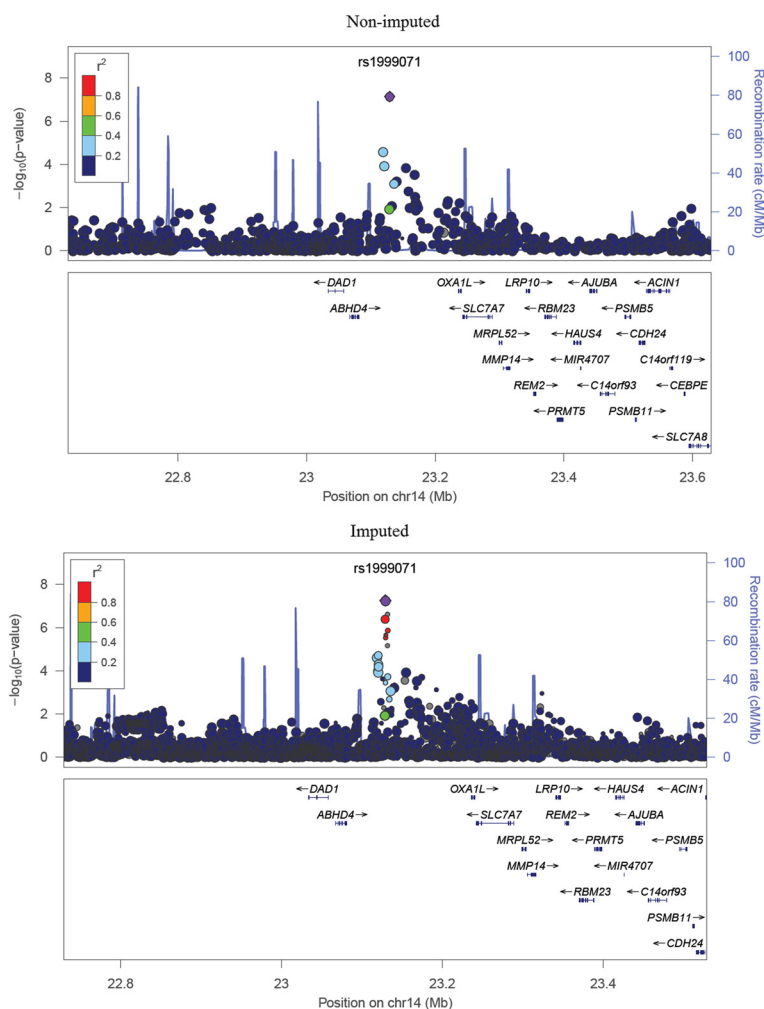 Non-imputed
rs1999071
r²
0.8
0.6
0.4
0.2
8
6
4
2
0
−log10(p−value)
100
80
60
40
20
0
Recombination rate (cM/Mb)
←DAD1
OXA1L→
LRP10→
←AJUBA
←ACIN1
ABHD4→
←SLC7A7
←RBM23
←PSMB5
MRPL52→
←HAUS4
←CDH24
MMP14→
←MIR4707
C14orf119→
REM2→
←C14orf93
←CEBPE
←PRMT5
PSMB11→
←SLC7A8
22.8
23
23.2
23.4
23.6
Position on chr14 (Mb)
Imputed
rs1999071
r²
0.8
0.6
0.4
0.2
8
6
4
2
0
−log10(p−value)
100
80
60
40
20
0
Recombination rate (cM/Mb)
←DAD1
OXA1L→
LRP10→
←HAUS4
←ACIN1
ABHD4→
←SLC7A7
REM2→
←AJUBA
MRPL52→
←PRMT5
←PSMB5
MMP14→
←MIR4707
←RBM23
←C14orf93
PSMB11→
←CDH24
22.8
23
23.2
23.4
Position on chr14 (Mb)